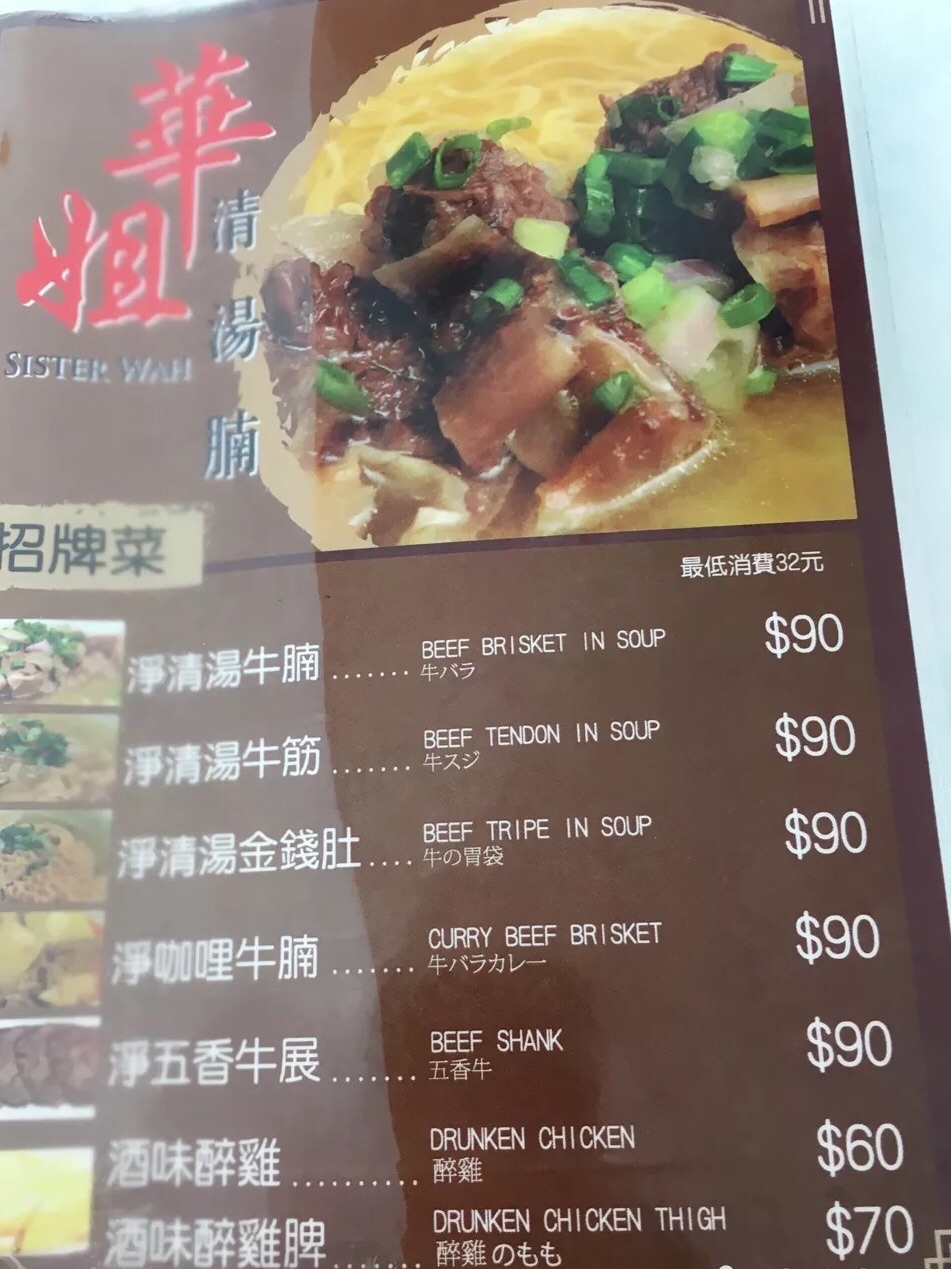 華姐
清湯腩
SISTER WAH
招牌菜
最低消費32元
淨清湯牛腩....... BEEF BRISKET IN SOUP $90
牛バラ
淨清湯牛筋....... BEEF TENDON IN SOUP $90
牛スジ
淨清湯金錢肚.... BEEF TRIPE IN SOUP $90
牛の胃袋
淨咖哩牛腩....... CURRY BEEF BRISKET $90
牛バラカレー
淨五香牛展....... BEEF SHANK $90
五香牛
酒味醉雞.......... DRUNKEN CHICKEN $60
醉雞
酒味醉雞脾....... DRUNKEN CHICKEN THIGH $70
醉雞のもも